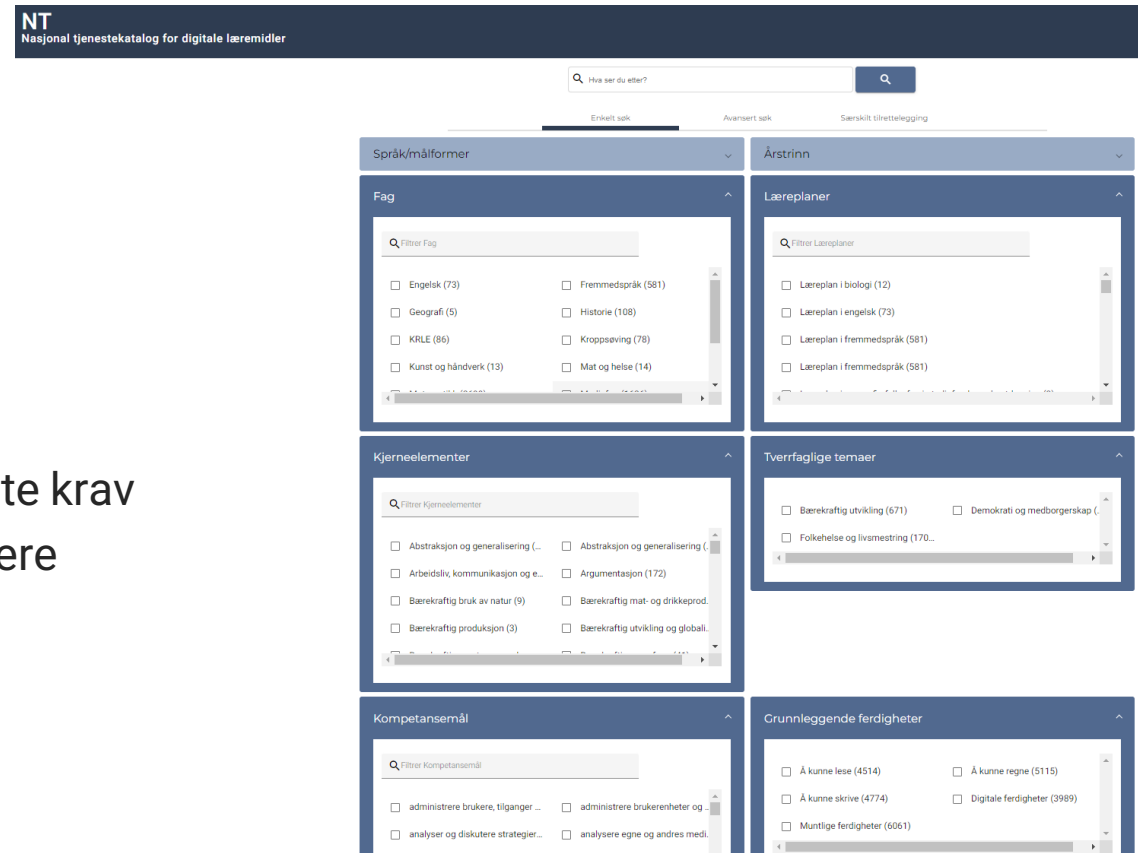 NT
Nasjonal tjenestekatalog for digitale læremidler
Hva ser du etter?
Enkelt søk
Avansert søk
Særskilt tilrettelegging
Språk/målformer
Årstrinn
Fag
Filtrer Fag
Engelsk (73)
Fremmedspråk (581)
Geografi (5)
Historie (108)
KRLE (86)
Kroppsøving (78)
Kunst og håndverk (13)
Mat og helse (14)
Læreplaner
Filtrer Læreplaner
Læreplan i biologi (12)
Læreplan i engelsk (73)
Læreplan i fremmedspråk (581)
Læreplan i fremmedspråk (581)
te krav
ere
Kjerneelementer
Filtrer Kjerneelementer
Abstraksjon og generalisering (...
Abstraksjon og generalisering (.
Arbeidsliv, kommunikasjon og e...
Argumentasjon (172)
Bærekraftig bruk av natur (9)
Bærekraftig mat- og drikkeprod.
Bærekraftig produksjon (3)
Bærekraftig utvikling og globali..
Tverrfaglige temaer
Bærekraftig utvikling (671)
Demokrati og medborgerskap (.
Folkehelse og livsmestring (170...
Kompetansemål
Filtrer Kompetansemål
administrere brukere, tilganger ...
administrere brukerenheter og ..
analyser og diskutere strategier...
analysere egne og andres medi.
Grunnleggende ferdigheter
Å kunne lese (4514)
Å kunne regne (5115)
Å kunne skrive (4774)
Digitale ferdigheter (3989)
Muntlige ferdigheter (6061)